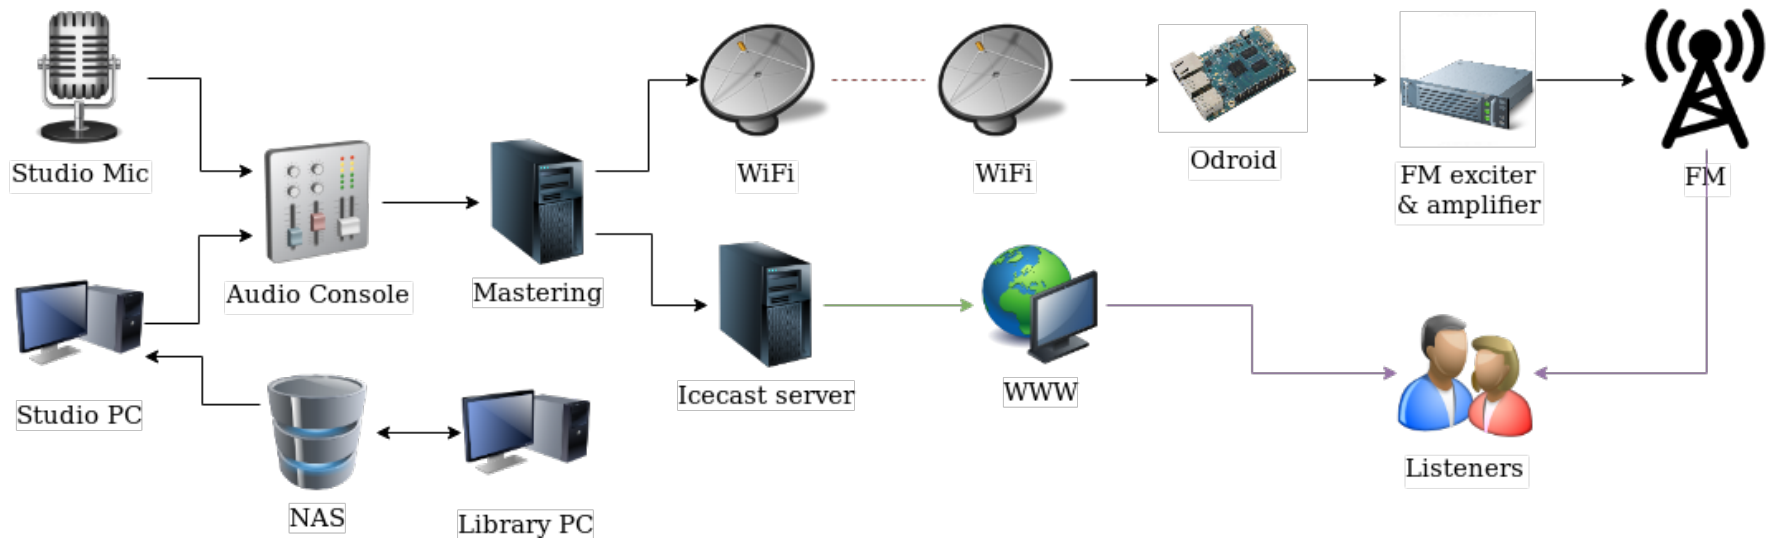 Studio Mic
Audio Console
Mastering
WiFi
WiFi
Odroid
FM exciter
& amplifier
FM
Studio PC
NAS
Library PC
Icecast server
WWW
Listeners